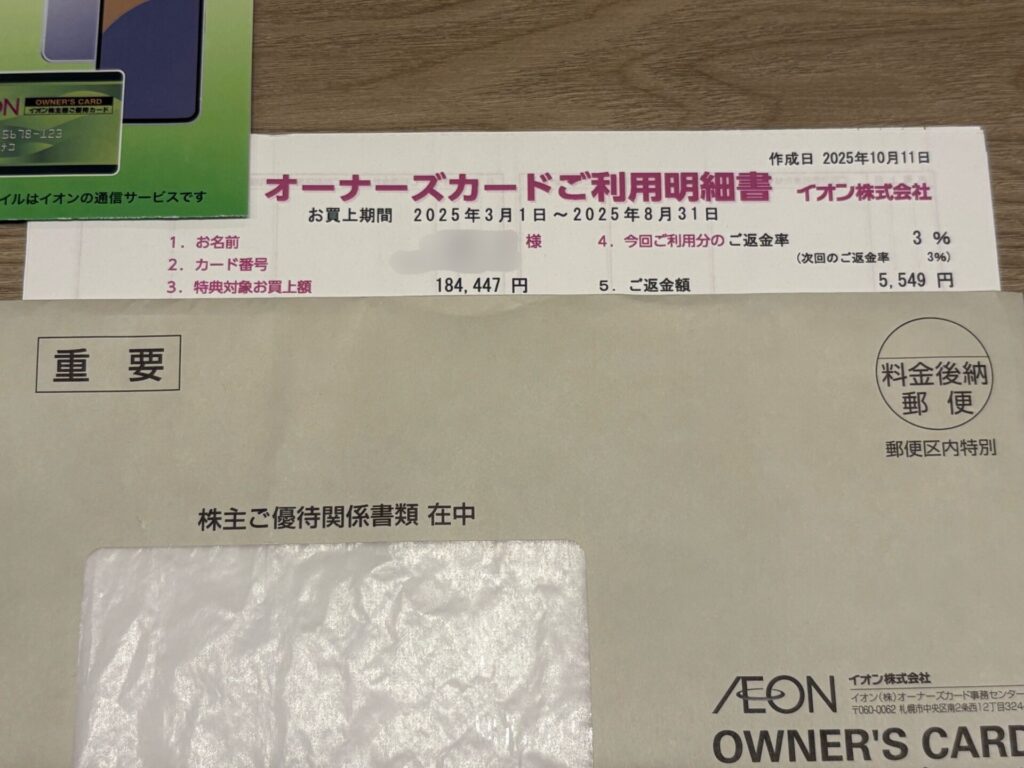 OWNER'S CARD
イオン株主様ご優待カード
5678-123
イルはイオンの通信サービスです
作成日 2025年10月11日
オーナーズカードご利用明細書 イオン株式会社
お買上期間 2025年3月1日～2025年8月31日
1. お名前 様
2. カード番号
3. 特典対象お買上額 184,447 円
4. 今回ご利用分のご返金率 3 %
(次回のご返金率 3%)
5. ご返金額 5,549 円
重 要
料金後納
郵 便
郵便区内特別
株主ご優待関係書類 在中
ÆON イオン株式会社
イオン(株)オーナーズカード事務センター
〒060-0062 札幌市中央区南2条西12丁目324-
OWNER'S CARD